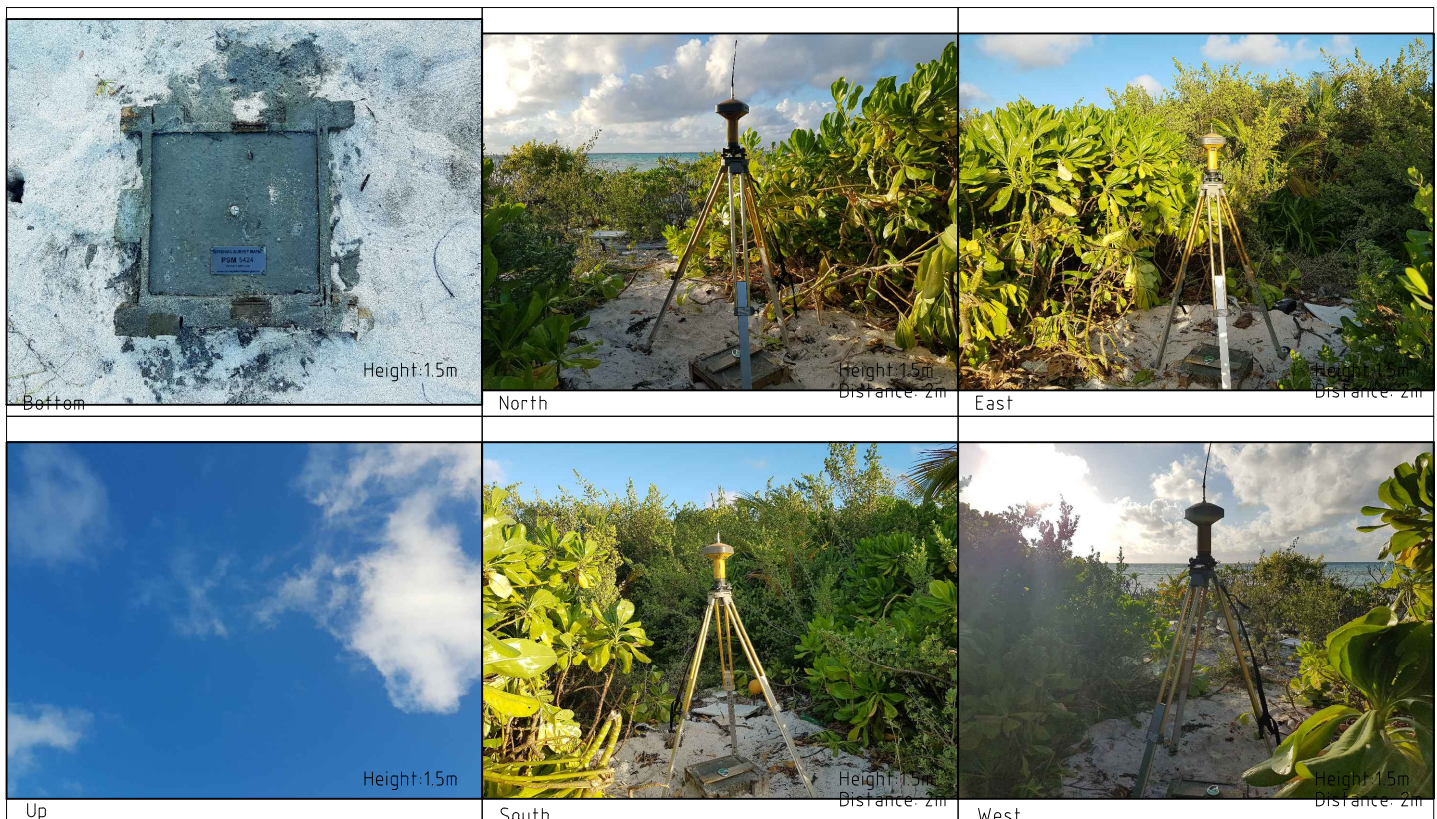 PSM 5424
Height:1.5m
Bottom
Height:1.5m
Distance: 2m
North
Height:1.5m
Distance: 2m
East
Height:1.5m
Up
Height:1.5m
Distance: 2m
South
Height:1.5m
Distance: 2m
West